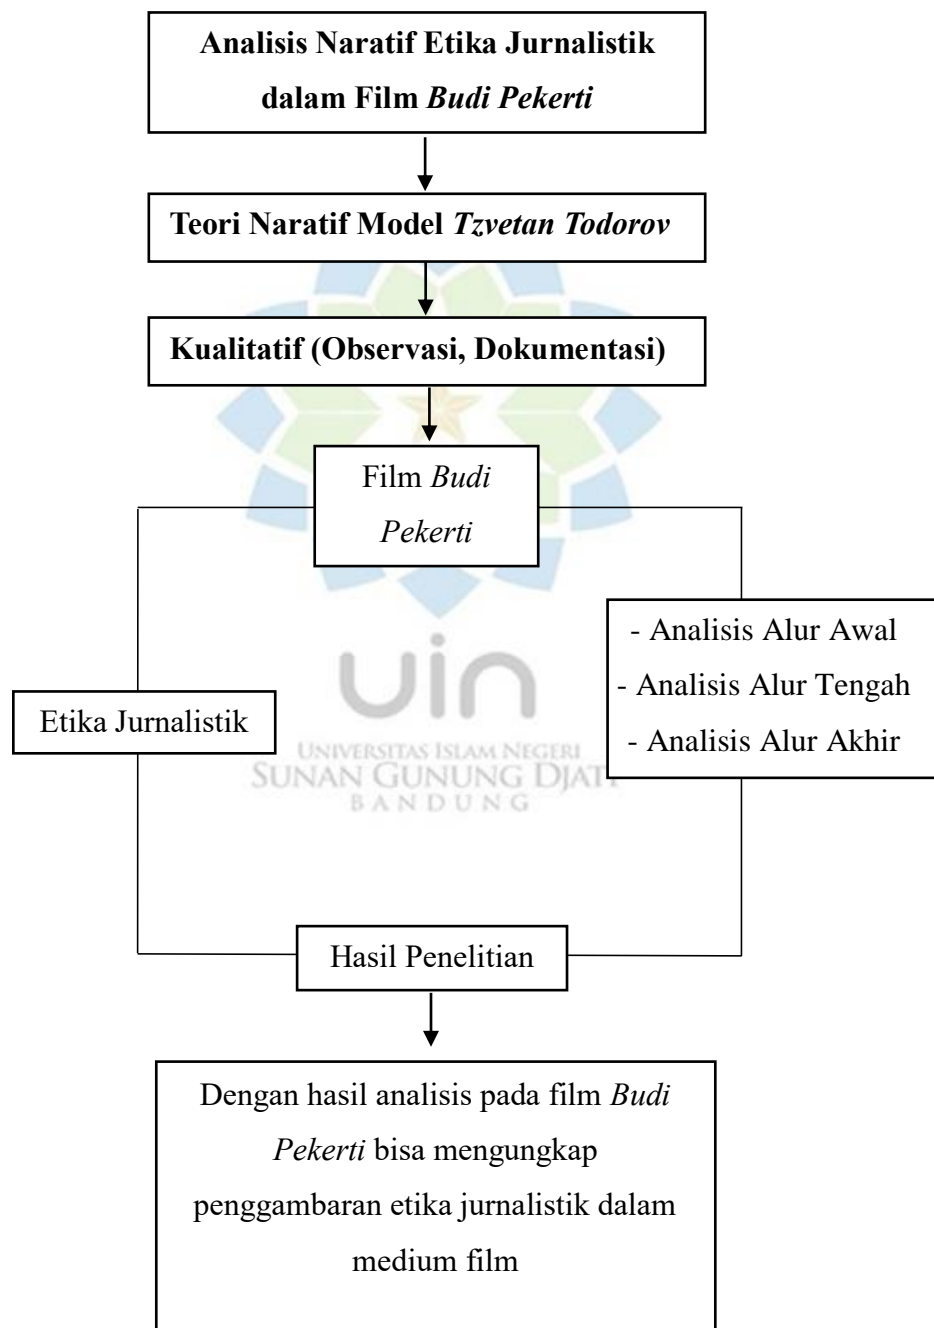 Analisis Naratif Etika Jurnalistik
dalam Film Budi Pekerti
Teori Naratif Model Tzvetan Todorov
Kualitatif (Observasi, Dokumentasi)
Film Budi
Pekerti
- Analisis Alur Awal
- Analisis Alur Tengah
- Analisis Alur Akhir
Etika Jurnalistik
uin
UNIVERSITAS ISLAM NEGERI
SUNAN GUNUNG DJATI
BANDUNG
Hasil Penelitian
Dengan hasil analisis pada film Budi
Pekerti bisa mengungkap
penggambaran etika jurnalistik dalam
medium film